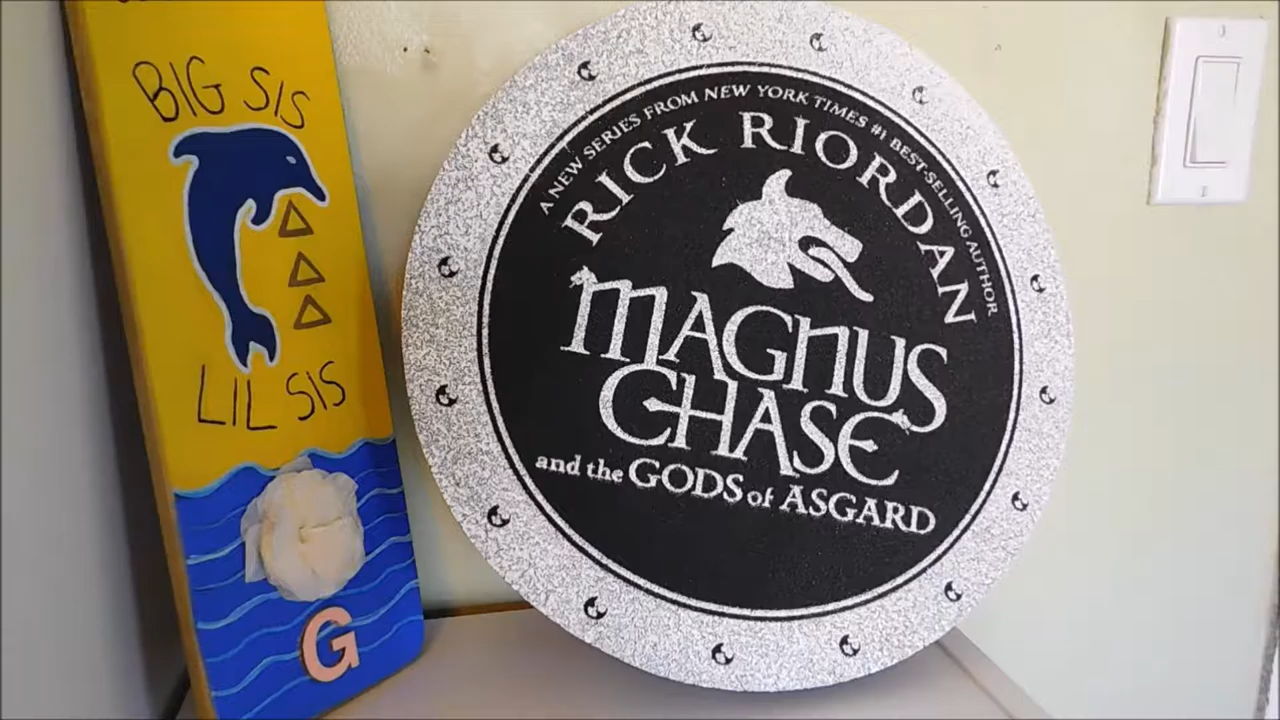 BIG SIS
LIL SIS
G
A NEW SERIES FROM NEW YORK TIMES #1 BEST-SELLING AUTHOR
RICK RIORDAN
MAGNUS
CHASE
and the GODS of ASGARD